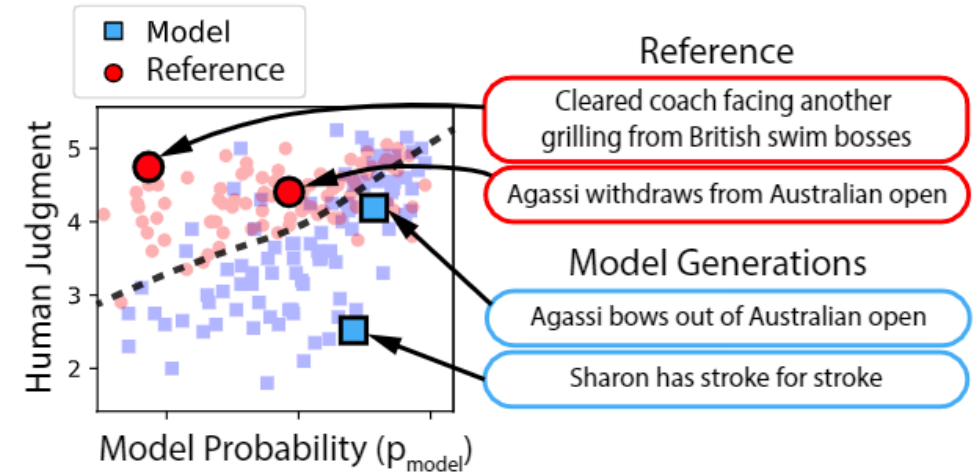 Model
Reference
Human Judgment
5
4
3
2
Model Probability (pmodel)
Reference
Cleared coach facing another
grilling from British swim bosses
Agassi withdraws from Australian open
Model Generations
Agassi bows out of Australian open
Sharon has stroke for stroke